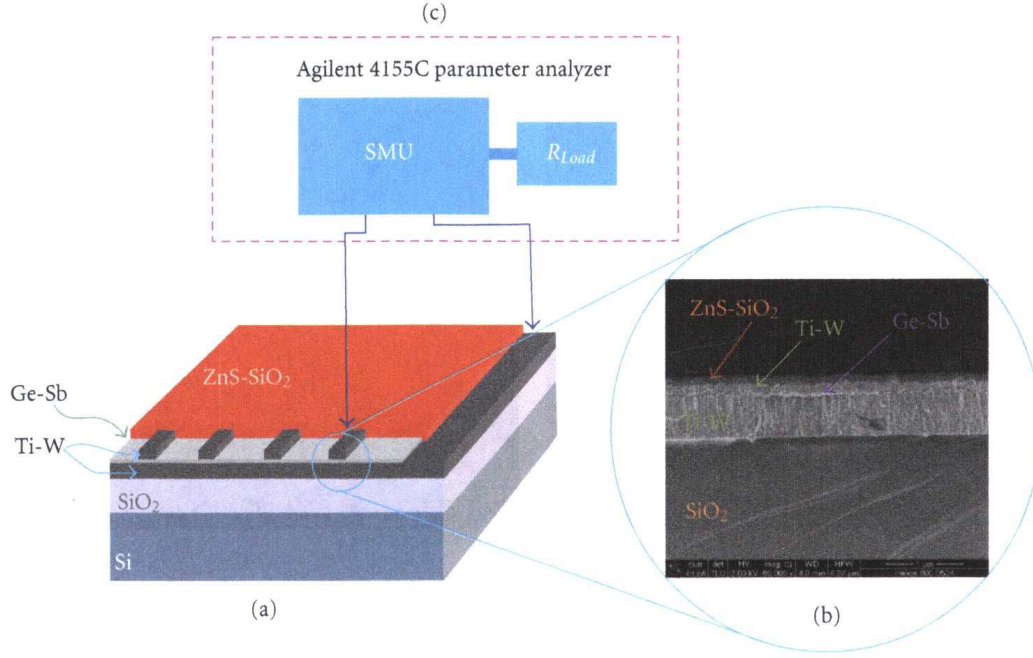 (c)
Agilent 4155C parameter analyzer
SMU
R_Load
ZnS-SiO₂
Ti-W
Ge-Sb
ZnS-SiO₂
Ge-Sb
Ti-W
Ti-W
SiO₂
SiO₂
Si
(a)
(b)